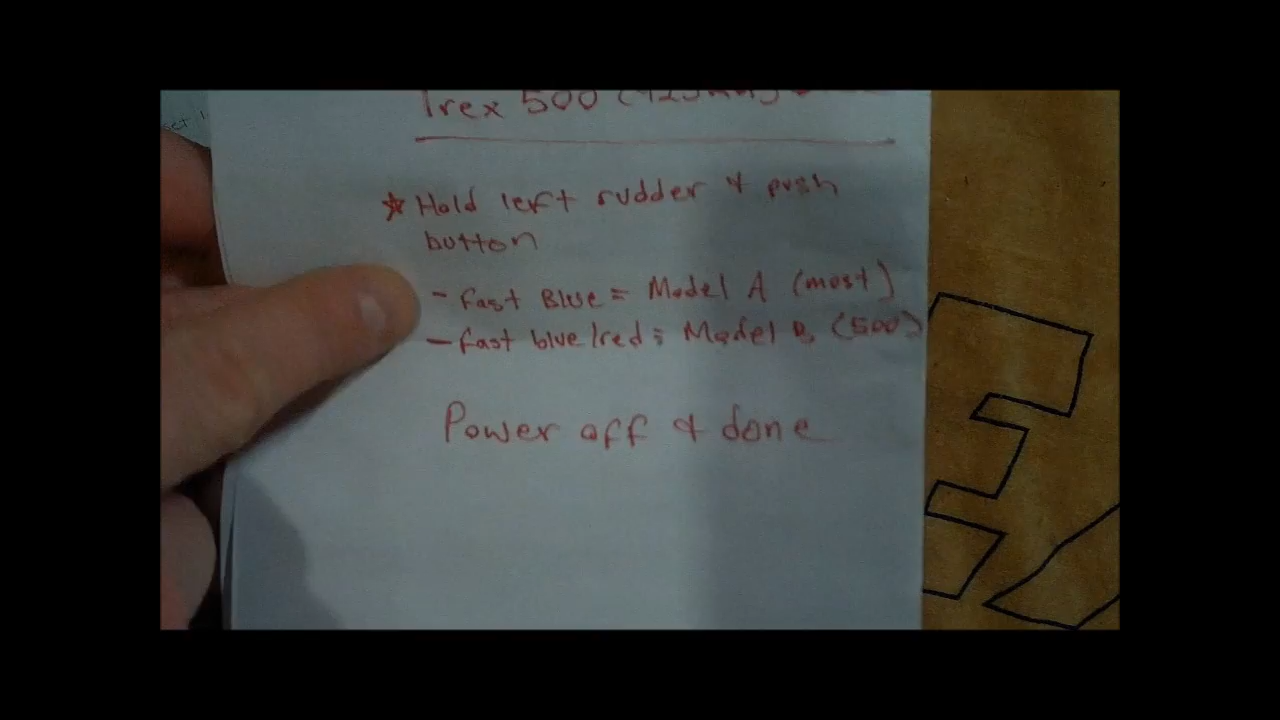 Trex 500
* Hold left rudder & push
button
- Fast Blue = Model A (most)
- fast blue/red = Model B (500)
Power off & done